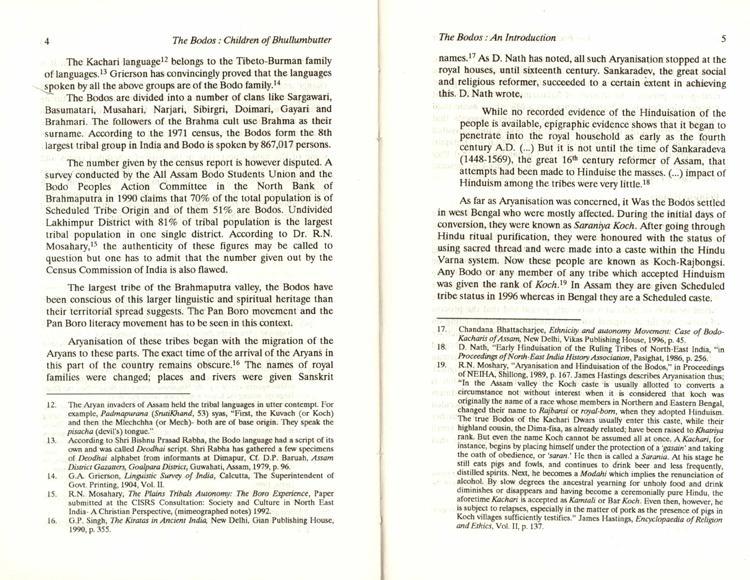 4 The Bodos : Children of Bhullumbutter
The Kachari language12 belongs to the Tibeto-Burman family
of languages.13 Grierson has convincingly proved that the languages
spoken by all the above groups are of the Bodo family.14
The Bodos are divided into a number of clans like Sargawari,
Basumatari, Musahari, Narjari, Sibirgri, Doimari, Gayari and
Brahmari. The followers of the Brahma cult use Brahma as their
surname. According to the 1971 census, the Bodos form the 8th
largest tribal group in India and Bodo is spoken by 867,017 persons.
The number given by the census report is however disputed. A
survey conducted by the All Assam Bodo Students Union and the
Bodo Peoples Action Committee in the North Bank of
Brahmaputra in 1990 claims that 70% of the total population is of
Scheduled Tribe Origin and of them 51% are Bodos. Undivided
Lakhimpur District with 81% of tribal population is the largest
tribal population in one single district. According to Dr. R.N.
Mosahary,15 the authenticity of these figures may be called to
question but one has to admit that the number given out by the
Census Commission of India is also flawed.
The largest tribe of the Brahmaputra valley, the Bodos have
been conscious of this larger linguistic and spiritual heritage than
their territorial spread suggests. The Pan Boro movement and the
Pan Boro literacy movement has to be seen in this context.
Aryanisation of these tribes began with the migration of the
Aryans to these parts. The exact time of the arrival of the Aryans in
this part of the country remains obscure.16 The names of royal
families were changed; places and rivers were given Sanskrit
12. The Aryan invaders of Assam held the tribal languages in utter contempt. For
example, Padmapurana (SrutiKhand, 53) syas, "First, the Kuvach (or Koch)
and then the Mlechchha (or Mech)- both are of base origin. They speak the
pisacha (devil's) tongue."
13. According to Shri Bishnu Prasad Rabha, the Bodo language had a script of its
own and was called Deodhai script. Shri Rabha has gathered a few specimens
of Deodhai alphabet from informants at Dimapur, Cf. D.P. Baruah, Assam
District Gazatters, Goalpara District, Guwahati, Assam, 1979, p. 96.
14. G.A. Grierson, Linguistic Survey of India, Calcutta, The Superintendent of
Govt. Printing, 1904, Vol. II.
15. R.N. Mosahary, The Plains Tribals Autonomy: The Boro Experience, Paper
submitted at the CISRS Consultation: Society and Culture in North East
India- A Christian Perspective, (mimeographed notes) 1992.
16. G.P. Singh, The Kiratas in Ancient India, New Delhi, Gian Publishing House,
1990, p. 355.
The Bodos : An Introduction 5
names.17 As D. Nath has noted, all such Aryanisation stopped at the
royal houses, until sixteenth century. Sankaradev, the great social
and religious reformer, succeeded to a certain extent in achieving
this. D. Nath wrote,
While no recorded evidence of the Hinduisation of the
people is available, epigraphic evidence shows that it began to
penetrate into the royal household as early as the fourth
century A.D. (...) But it is not until the time of Sankaradeva
(1448-1569), the great 16th century reformer of Assam, that
attempts had been made to Hinduise the masses. (...) impact of
Hinduism among the tribes were very little.18
As far as Aryanisation was concerned, it Was the Bodos settled
in west Bengal who were mostly affected. During the initial days of
conversion, they were known as Saraniya Koch. After going through
Hindu ritual purification, they were honoured with the status of
using sacred thread and were made into a caste within the Hindu
Varna system. Now these people are known as Koch-Rajbongsi.
Any Bodo or any member of any tribe which accepted Hinduism
was given the rank of Koch.19 In Assam they are given Scheduled
tribe status in 1996 whereas in Bengal they are a Scheduled caste.
17. Chandana Bhattacharjee, Ethnicity and autonomy Movement: Case of Bodo-
Kacharis of Assam, New Delhi, Vikas Publishing House, 1996, p. 45.
18. D. Nath, "Early Hinduisation of the Ruling Tribes of North-East India, "in
Proceedings of North-East India History Association, Pasighat, 1986, p. 256.
19. R.N. Moshary, "Aryanisation and Hinduisation of the Bodos," in Proceedings
of NEIHA, Shillong, 1989, p. 167. James Hastings describes Aryanisation thus;
"In the Assam valley the Koch caste is usually allotted to converts a
circumstance not without interest when it is considered that koch was
originally the name of a race whose members in Northern and Eastern Bengal,
changed their name to Rajbansi or royal-born, when they adopted Hinduism.
The true Bodos of the Kachari Dwars usually enter this caste, while their
highland cousin, the Dima-fisa, as already related; have been raised to Khatriya
rank. But even the name Koch cannot be assumed all at once. A Kachari, for
instance, begins by placing himself under the protection of a 'gasain' and taking
the oath of obedience, or 'saran.' He then is called a Sarania. At his stage he
still eats pigs and fowls, and continues to drink beer and less frequently,
distilled spirits. Next, he becomes a Modahi which implies the renunciation of
alcohol. By slow degrees the ancestral yearning for unholy food and drink
diminishes or disappears and having become a ceremonially pure Hindu, the
aforetime Kachari is accepted as Kamtali or Bar Koch. Even then, however, he
is subject to relapses, especially in the matter of pork as the presence of pigs in
Koch villages sufficiently testifies." James Hastings, Encyclopaedia of Religion
and Ethics, Vol. II, p. 137.